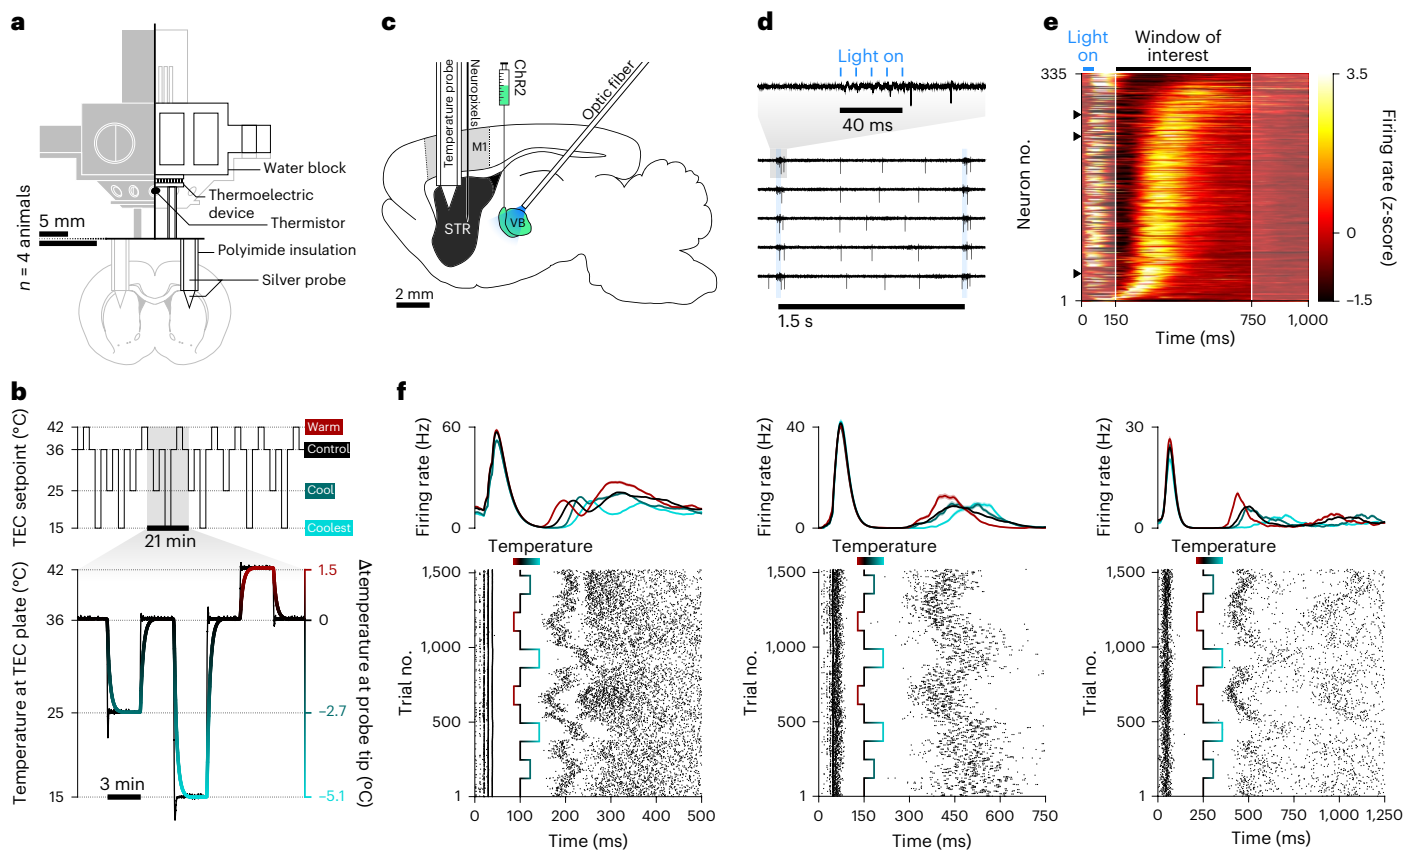 a
n = 4 animals
5 mm
Water block
Thermoelectric
device
Thermistor
Polyimide insulation
Silver probe
b
TEC setpoint (°C)
42
36
25
15
Warm
Control
Cool
Coolest
21 min
Temperature at TEC plate (°C)
42
36
25
15
3 min
1.5
0
−2.7
−5.1
Δtemperature at probe tip (°C)
c
Temperature probe
Neuropixels
ChR2
Optic fiber
M1
STR
VB
2 mm
d
Light on
40 ms
1.5 s
e
Light
on
Window of
interest
Neuron no.
335
1
0
150
750
1,000
Time (ms)
3.5
0
−1.5
Firing rate (z-score)
f
Firing rate (Hz)
60
0
Temperature
Trial no.
1,500
1,000
500
1
0
100
200
300
400
500
Time (ms)
Firing rate (Hz)
40
0
Temperature
Trial no.
1,500
1,000
500
1
0
150
300
450
600
750
Time (ms)
Firing rate (Hz)
30
0
Temperature
Trial no.
1,500
1,000
500
1
0
250
500
750
1,000
1,250
Time (ms)